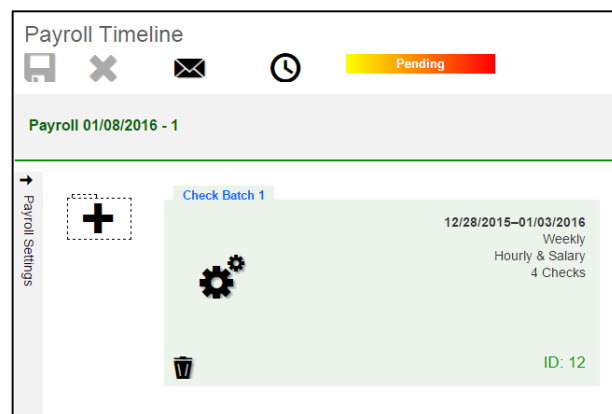 Payroll Timeline
Pending
Payroll 01/08/2016 - 1
Payroll Settings
Check Batch 1
12/28/2015–01/03/2016
Weekly
Hourly & Salary
4 Checks
ID: 12